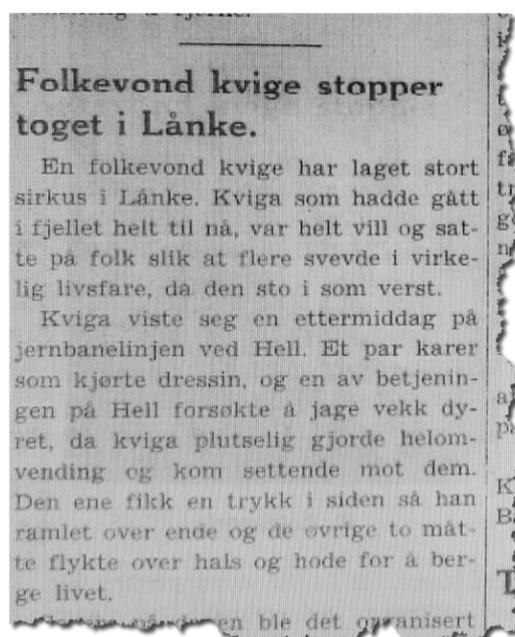 Folkevond kvige stopper
toget i Lånke.
En folkevond kvige har laget stort
sirkus i Lånke. Kviga som hadde gått
i fjellet helt til nå, var helt vill og sat-
te på folk slik at flere svevde i virke-
lig livsfare, da den sto i som verst.
Kviga viste seg en ettermiddag på
jernbanelinjen ved Hell. Et par karer
som kjørte dressin, og en av betjenin-
gen på Hell forsøkte å jage vekk dy-
ret, da kviga plutselig gjorde helom-
vending og kom settende mot dem.
Den ene fikk en trykk i siden så han
ramlet over ende og de øvrige to måt-
te flykte over hals og hode for å ber-
ge livet.
en ble det organisert